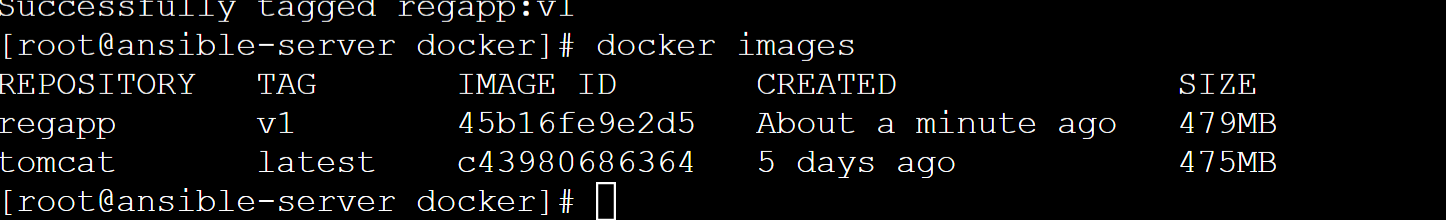 Successfully tagged regapp:v1
[root@ansible-server docker]# docker images
REPOSITORY   TAG       IMAGE ID       CREATED              SIZE
regapp       v1        45b16fe9e2d5   About a minute ago   479MB
tomcat       latest    c43980686364   5 days ago           475MB
[root@ansible-server docker]#